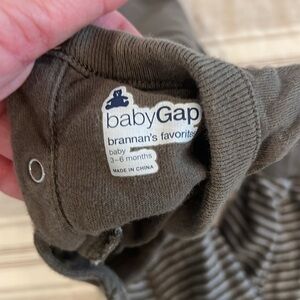 babyGap
brannan's favorites
baby
3-6 months
MADE IN CHINA